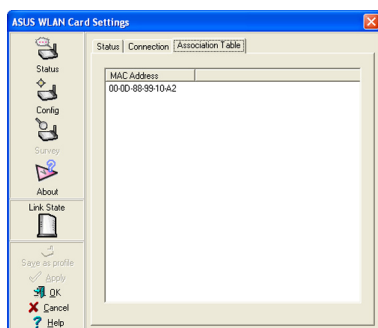 ASUS WLAN Card Settings
Status
Config
Survey
About
Link State
Save as profile
Apply
OK
Cancel
Help
Status Connection Association Table
MAC Address
00-0D-88-99-10-A2